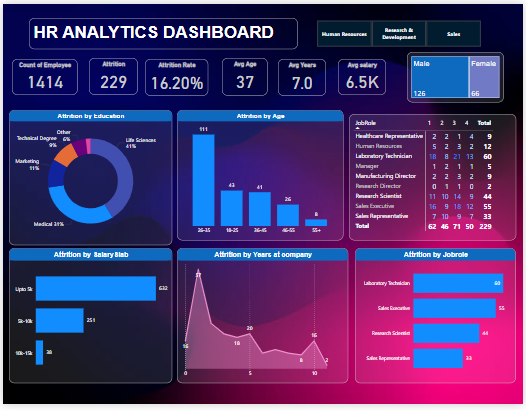 HR ANALYTICS DASHBOARD
Human Resources
Research & Development
Sales
Count of Employee
1414
Attrition
229
Attrition Rate
16.20%
Avg Age
37
Avg Years
7.0
Avg salary
6.5K
Male
126
Female
66
Attrition by Education
Other
6%
Technical Degree
9%
Marketing
11%
Medical 31%
Life Sciences
41%
Attrition by Age
111
43
41
26
8
26-35
18-25
36-45
46-55
55+
JobRole 1 2 3 4 Total
Healthcare Representative 2 2 1 4 9
Human Resources 5 2 3 2 12
Laboratory Technician 18 8 21 13 60
Manager 1 2 1 1 5
Manufacturing Director 2 2 3 2 9
Research Director 0 1 1 0 2
Research Scientist 11 10 14 9 44
Sales Executive 16 9 18 12 55
Sales Representative 7 10 9 7 33
Total 62 46 71 50 229
Attrition by Salary Slab
Upto 5k 632
5k-10k 251
10k-15k 38
Attrition by Years at company
57
16
18
20
8
16
2
0 5 10
Attrition by Jobrole
Laboratory Technician 60
Sales Executive 55
Research Scientist 44
Sales Representative 33